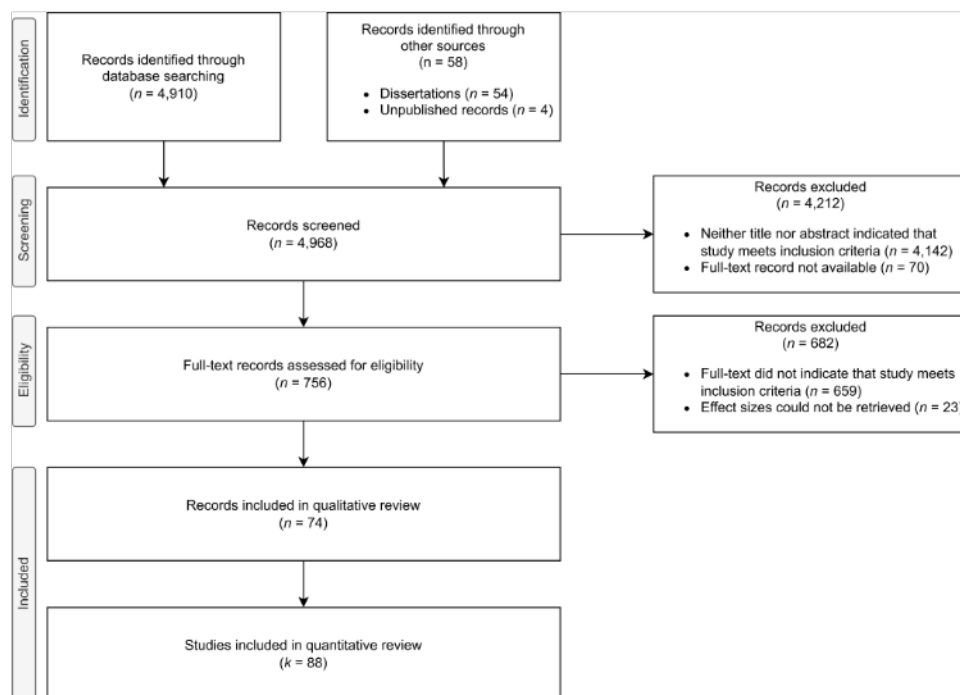 Identification
Records identified through
database searching
(n = 4,910)
Records identified through
other sources
(n = 58)
• Dissertations (n = 54)
• Unpublished records (n = 4)
Screening
Records screened
(n = 4,968)
Records excluded
(n = 4,212)
• Neither title nor abstract indicated that
study meets inclusion criteria (n = 4,142)
• Full-text record not available (n = 70)
Eligibility
Full-text records assessed for eligibility
(n = 756)
Records excluded
(n = 682)
• Full-text did not indicate that study meets
inclusion criteria (n = 659)
• Effect sizes could not be retrieved (n = 23)
Included
Records included in qualitative review
(n = 74)
Studies included in quantitative review
(k = 88)